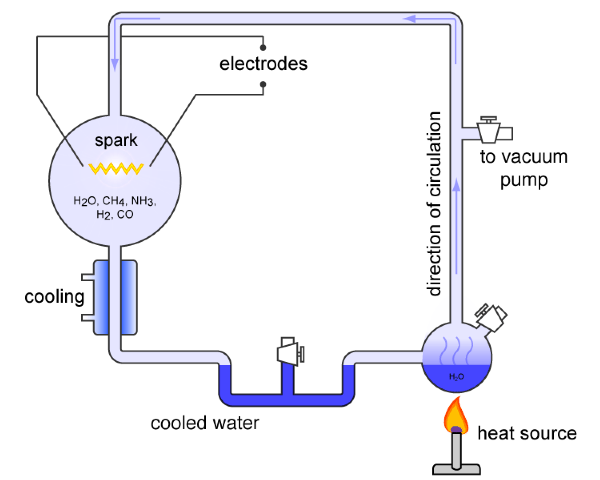 electrodes
spark
H2O, CH4, NH3,
H2, CO
direction of circulation
to vacuum
pump
cooling
H2O
cooled water
heat source